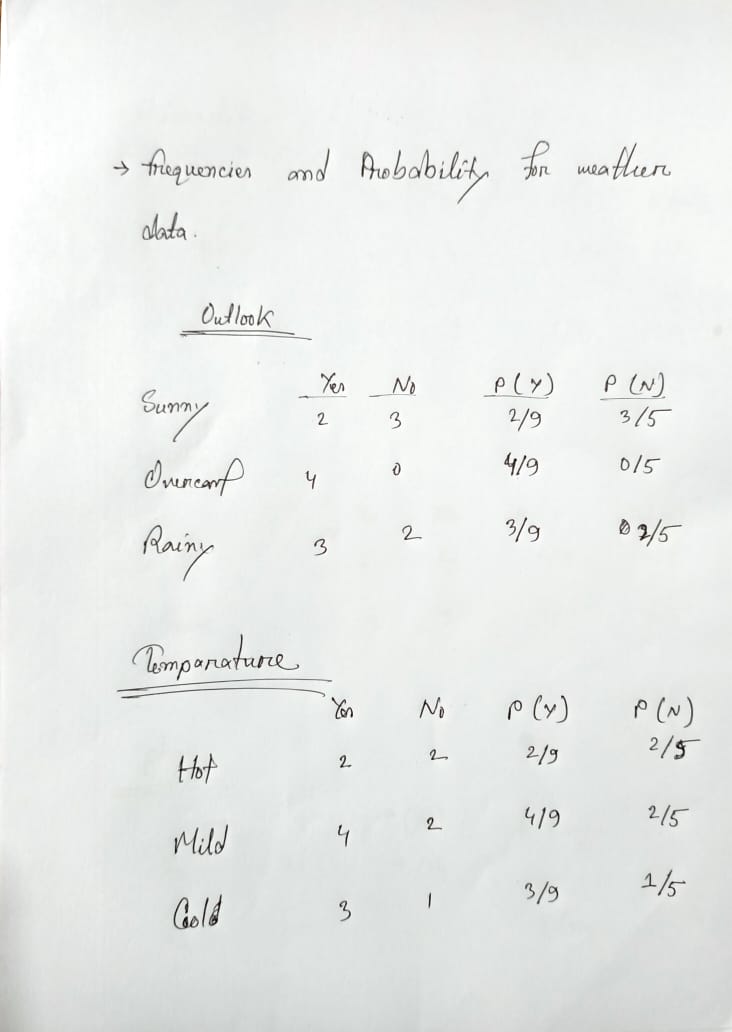 → frequencies and Probability for weather
data.
Outlook
Yes No P(Y) P(N)
Sunny 2 3 2/9 3/5
Overcast 4 0 4/9 0/5
Rainy 3 2 3/9 2/5
Temparature
Yes No P(Y) P(N)
Hot 2 2 2/9 2/5
Mild 4 2 4/9 2/5
Cold 3 1 3/9 1/5